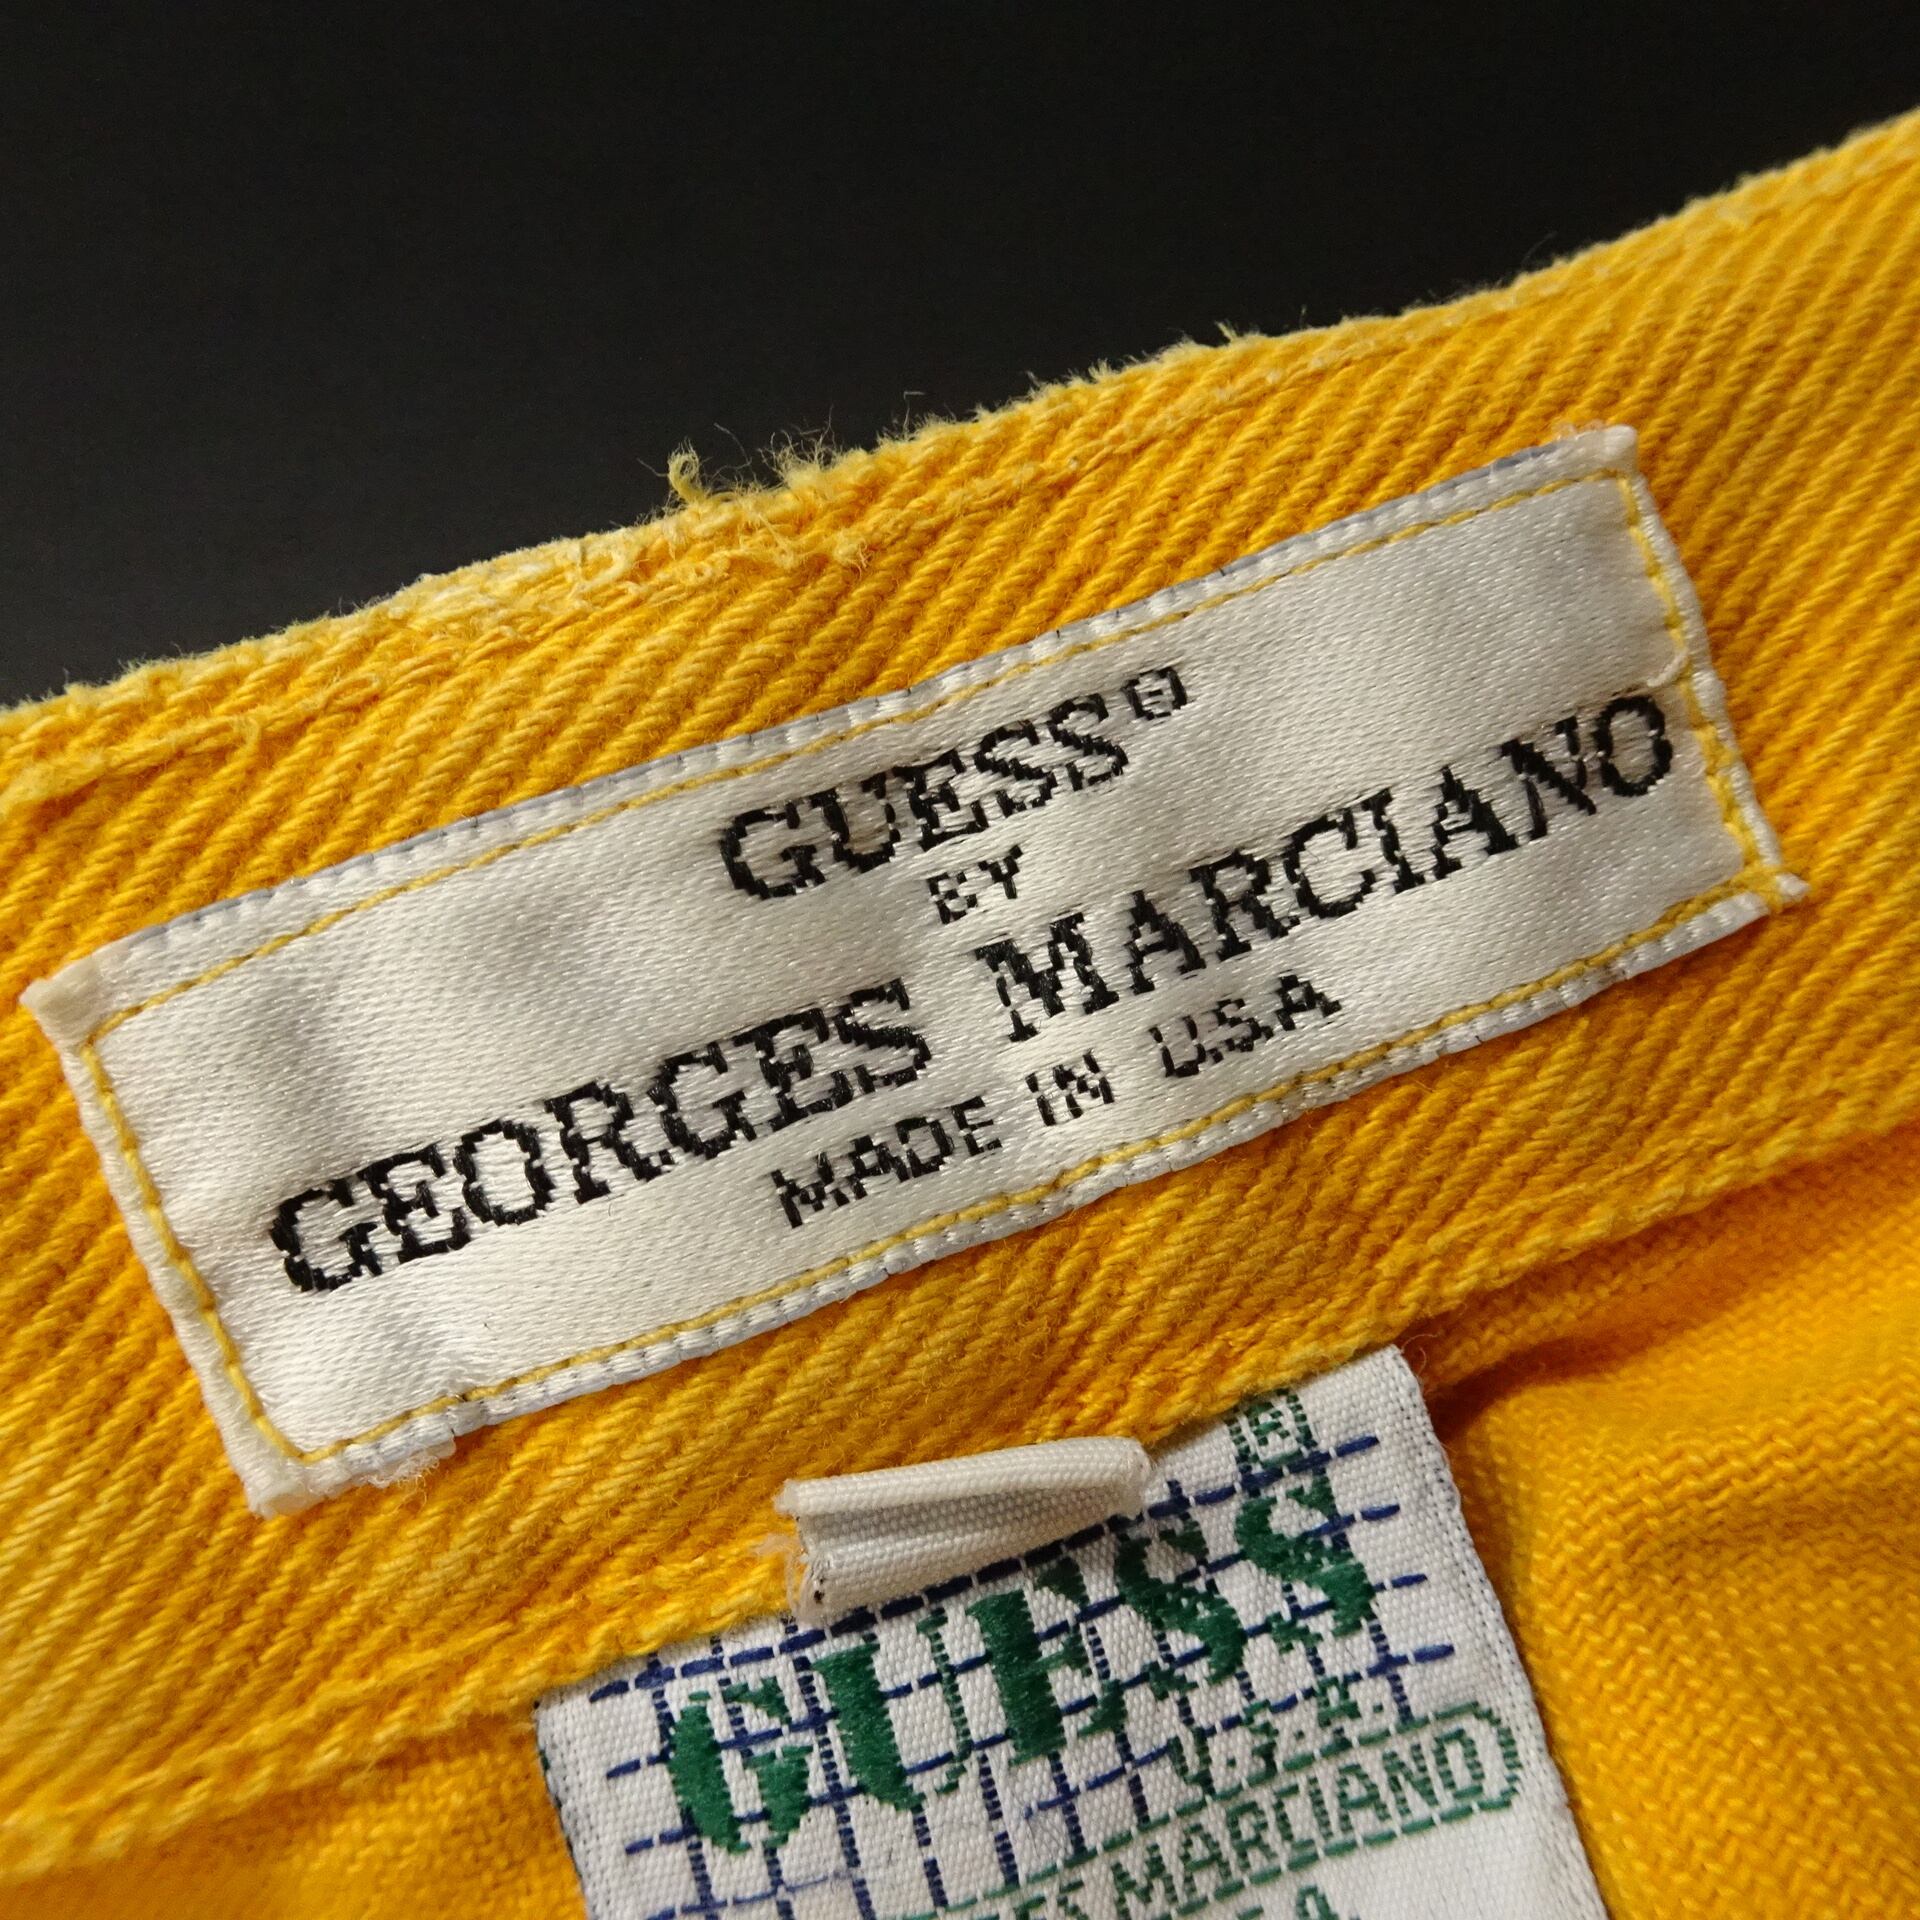 GUESS®
BY
GEORGES MARCIANO
MADE IN U.S.A
GUESS
U.S.A.
MARCIANO